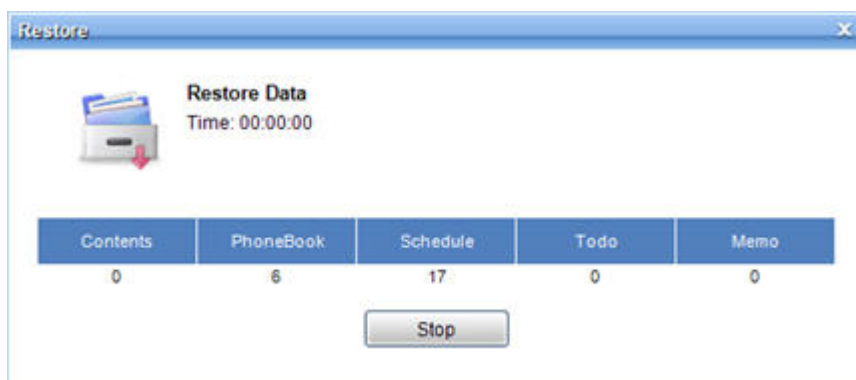 Restore
Restore Data
Time: 00:00:00
Contents PhoneBook Schedule Todo Memo
0 6 17 0 0
Stop